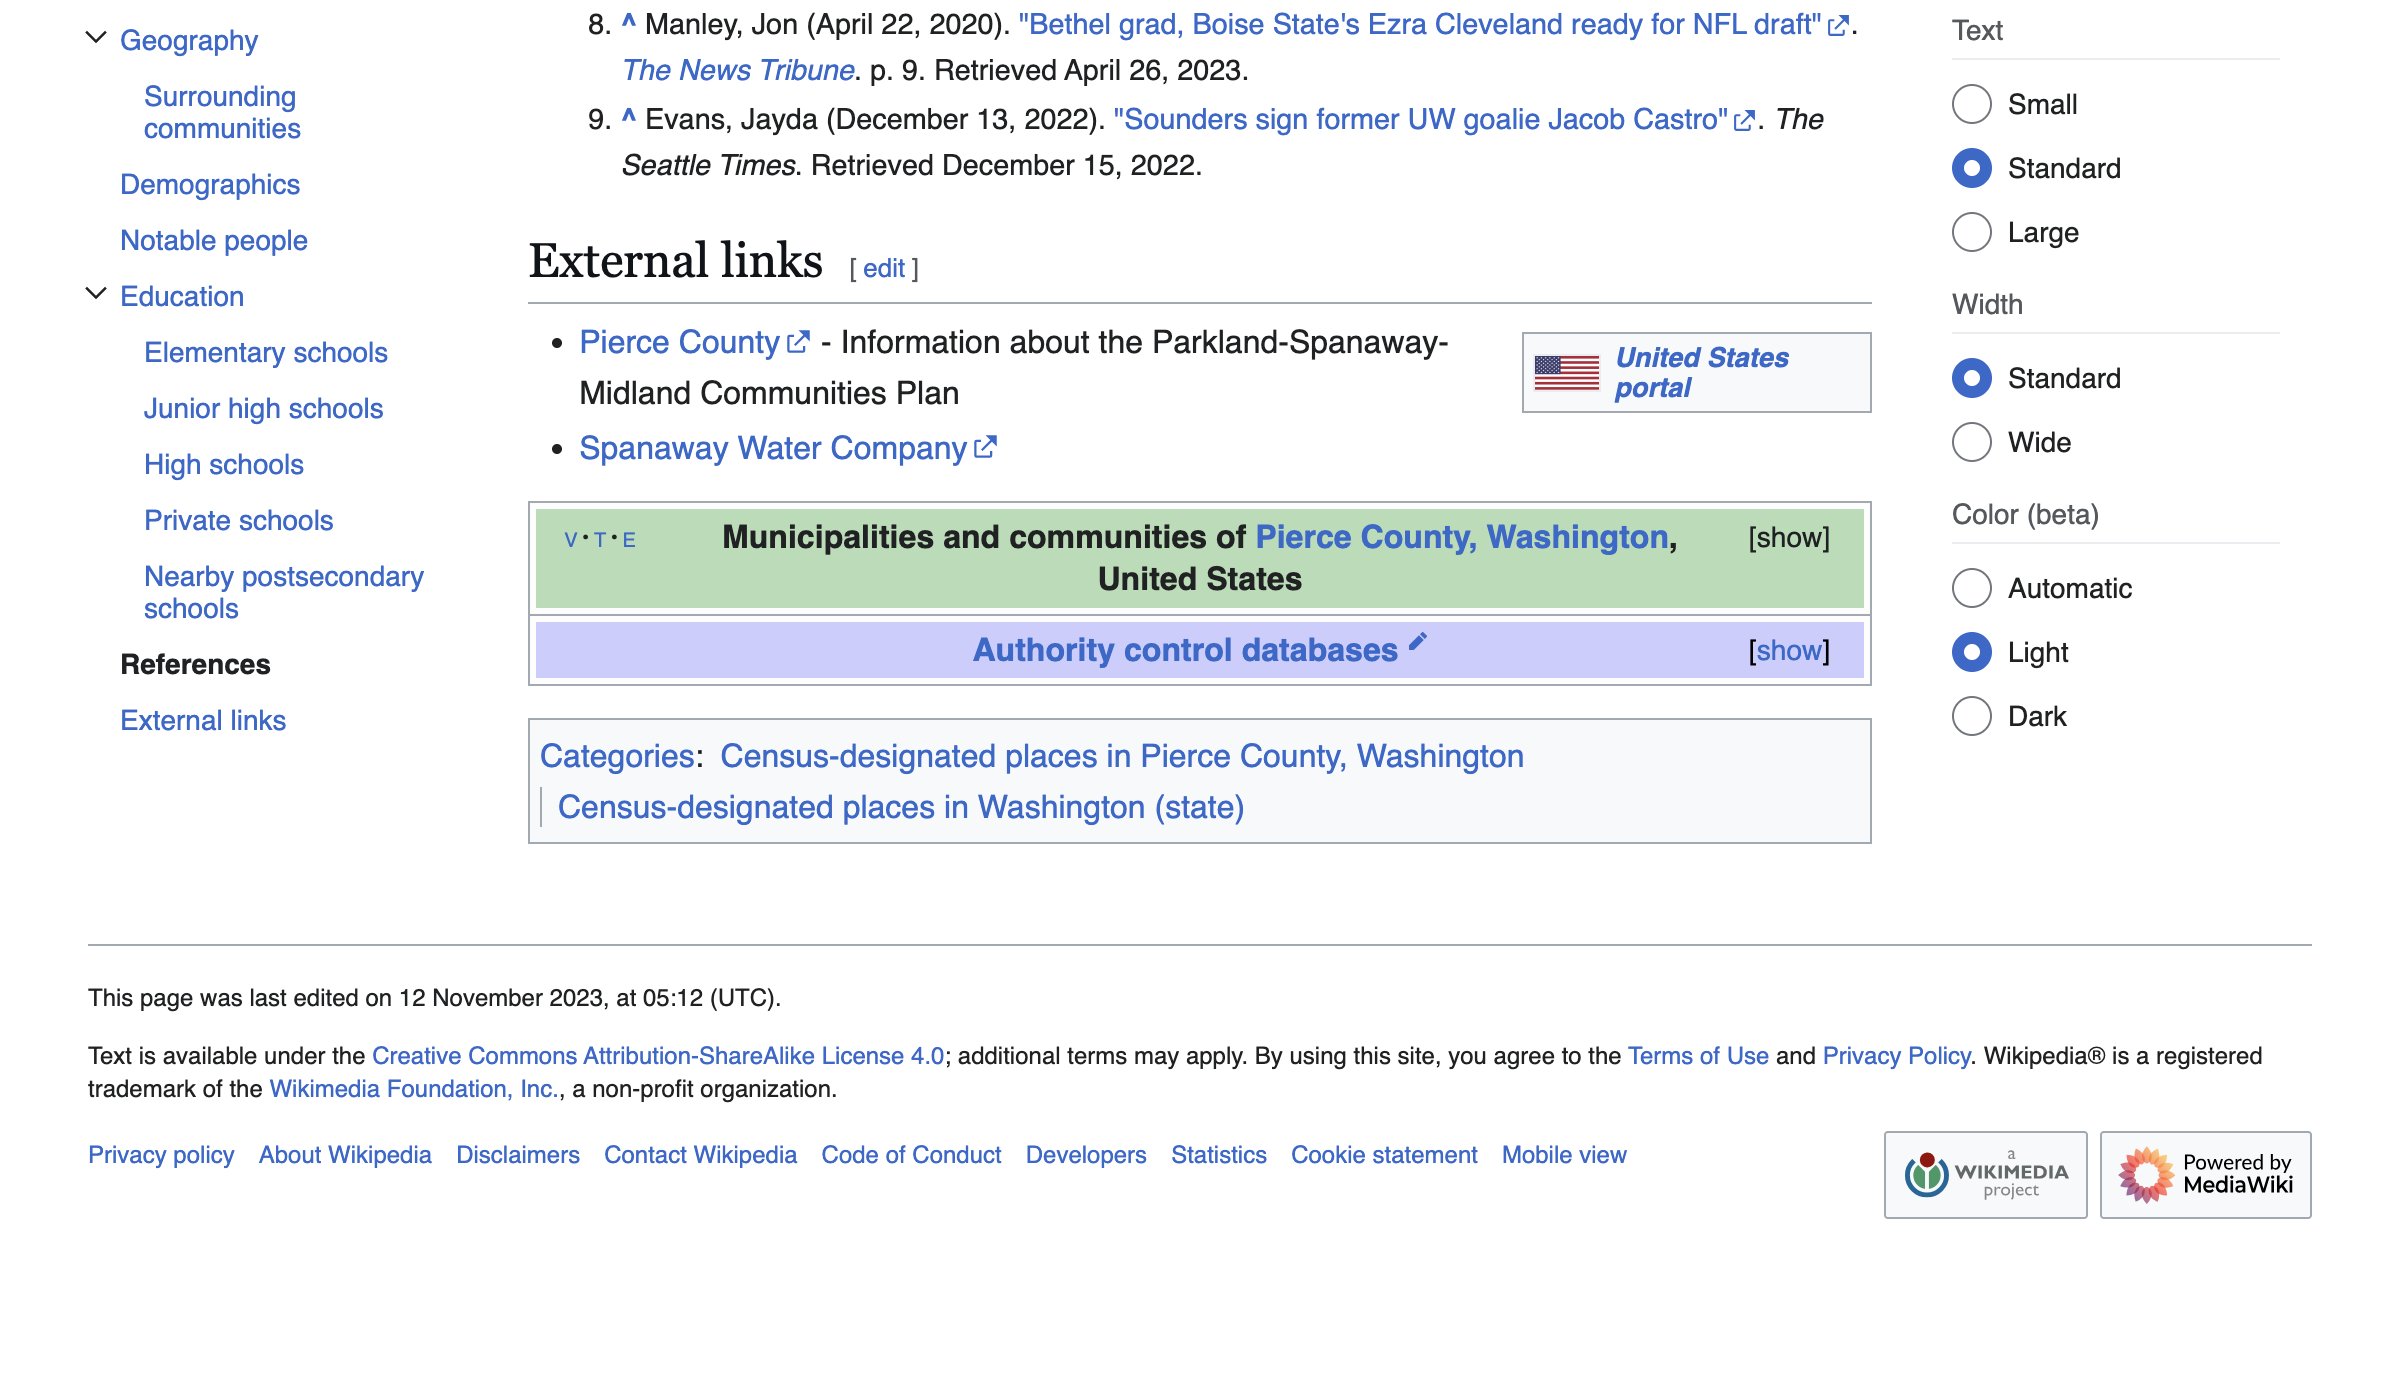 Geography
Surrounding
communities
Demographics
Notable people
Education
Elementary schools
Junior high schools
High schools
Private schools
Nearby postsecondary
schools
References
External links
8. ^ Manley, Jon (April 22, 2020). "Bethel grad, Boise State's Ezra Cleveland ready for NFL draft".
The News Tribune. p. 9. Retrieved April 26, 2023.
9. ^ Evans, Jayda (December 13, 2022). "Sounders sign former UW goalie Jacob Castro". The
Seattle Times. Retrieved December 15, 2022.
External links [ edit ]
• Pierce County - Information about the Parkland-Spanaway-
Midland Communities Plan
• Spanaway Water Company
United States
portal
V · T · E Municipalities and communities of Pierce County, Washington, [show]
United States
Authority control databases [show]
Categories: Census-designated places in Pierce County, Washington
Census-designated places in Washington (state)
Text
Small
Standard
Large
Width
Standard
Wide
Color (beta)
Automatic
Light
Dark
This page was last edited on 12 November 2023, at 05:12 (UTC).
Text is available under the Creative Commons Attribution-ShareAlike License 4.0; additional terms may apply. By using this site, you agree to the Terms of Use and Privacy Policy. Wikipedia® is a registered
trademark of the Wikimedia Foundation, Inc., a non-profit organization.
Privacy policy About Wikipedia Disclaimers Contact Wikipedia Code of Conduct Developers Statistics Cookie statement Mobile view
a
WIKIMEDIA
project
Powered by
MediaWiki